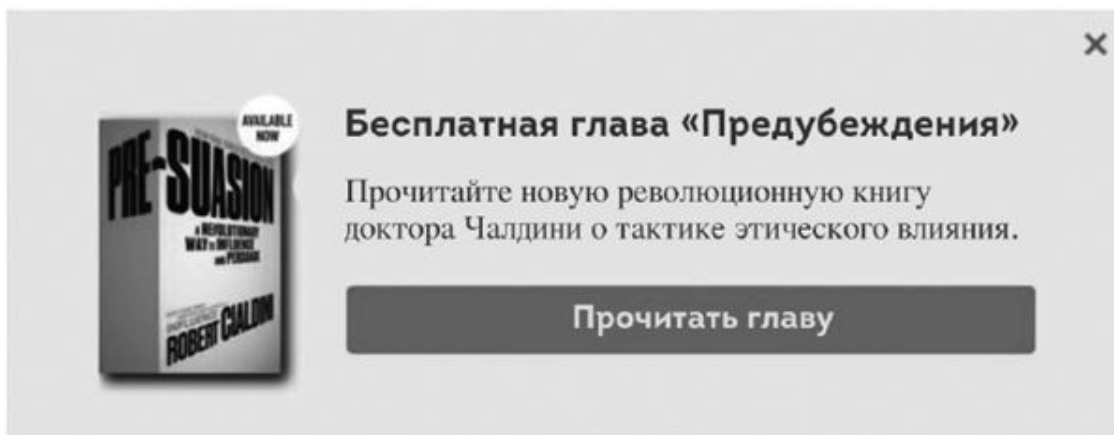 ×
AVAILABLE
NOW
Бесплатная глава «Предубеждения»
PRE-SUASION
A REVOLUTIONARY
WAY TO INFLUENCE
AND PERSUADE
Прочитайте новую революционную книгу
доктора Чалдини о тактике этического влияния.
ROBERT CIALDINI
Прочитать главу